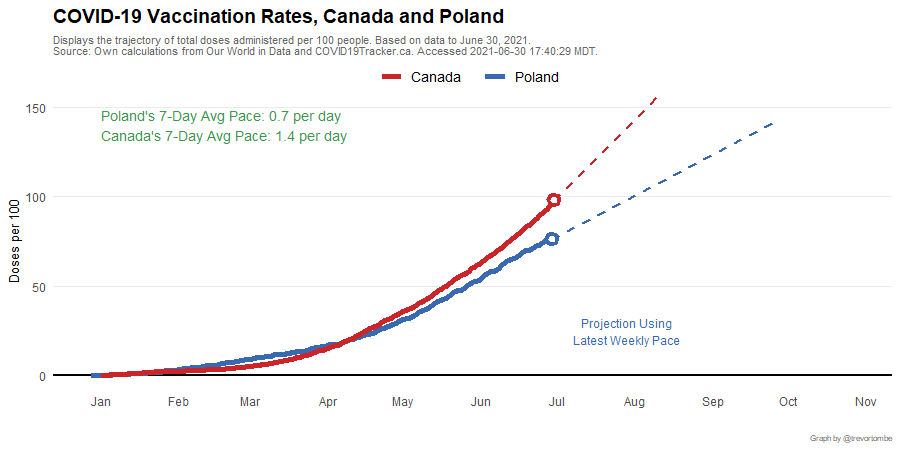 COVID-19 Vaccination Rates, Canada and Poland
Displays the trajectory of total doses administered per 100 people. Based on data to June 30, 2021.
Source: Own calculations from Our World in Data and COVID19Tracker.ca. Accessed 2021-06-30 17:40:29 MDT.
Canada Poland
Poland's 7-Day Avg Pace: 0.7 per day
Canada's 7-Day Avg Pace: 1.4 per day
Doses per 100
150
100
50
0
Projection Using
Latest Weekly Pace
Jan Feb Mar Apr May Jun Jul Aug Sep Oct Nov
Graph by @trevortombe